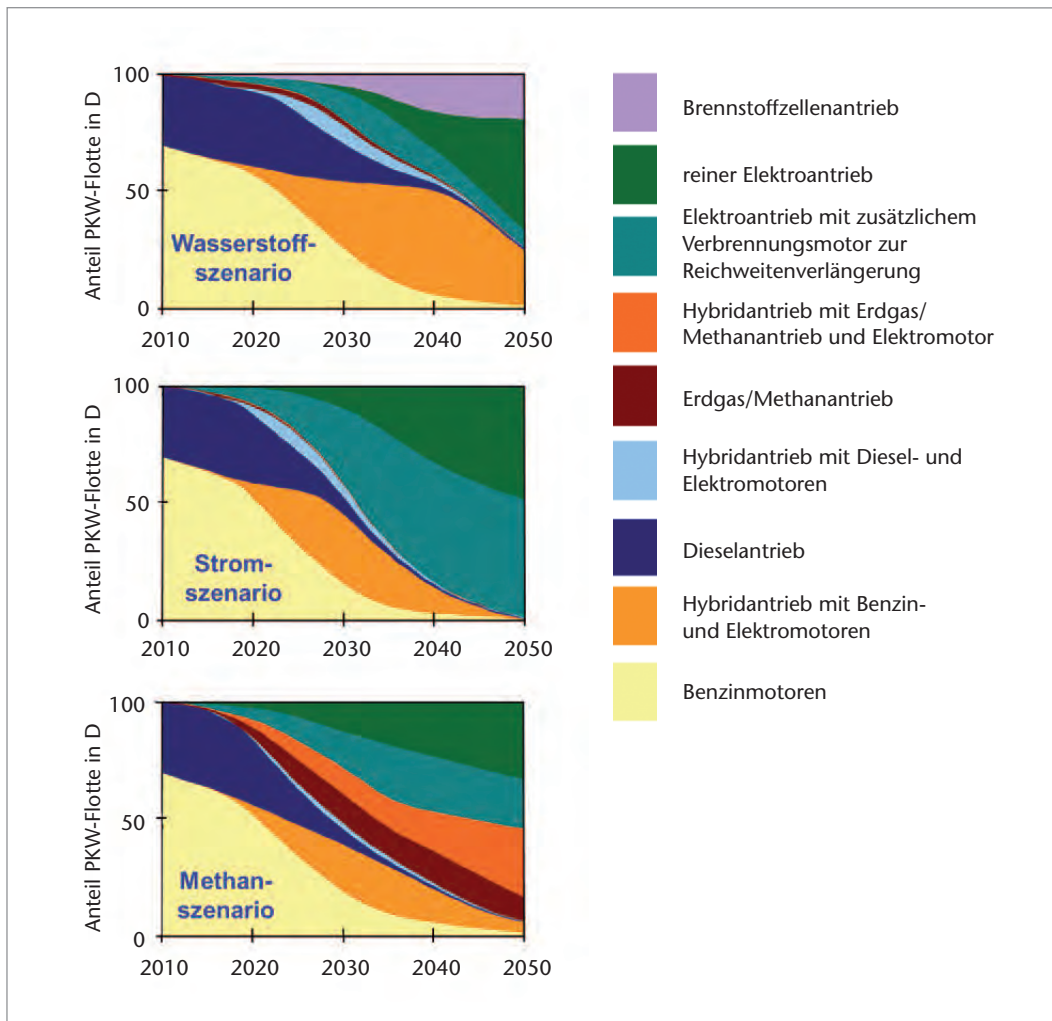 Anteil PKW-Flotte in D
100
50
0
Wasserstoff-
szenario
2010 2020 2030 2040 2050
Anteil PKW-Flotte in D
100
50
0
Strom-
szenario
2010 2020 2030 2040 2050
Anteil PKW-Flotte in D
100
50
0
Methan-
szenario
2010 2020 2030 2040 2050
Brennstoffzellenantrieb
reiner Elektroantrieb
Elektroantrieb mit zusätzlichem
Verbrennungsmotor zur
Reichweitenverlängerung
Hybridantrieb mit Erdgas/
Methanantrieb und Elektromotor
Erdgas/Methanantrieb
Hybridantrieb mit Diesel- und
Elektromotoren
Dieselantrieb
Hybridantrieb mit Benzin-
und Elektromotoren
Benzinmotoren